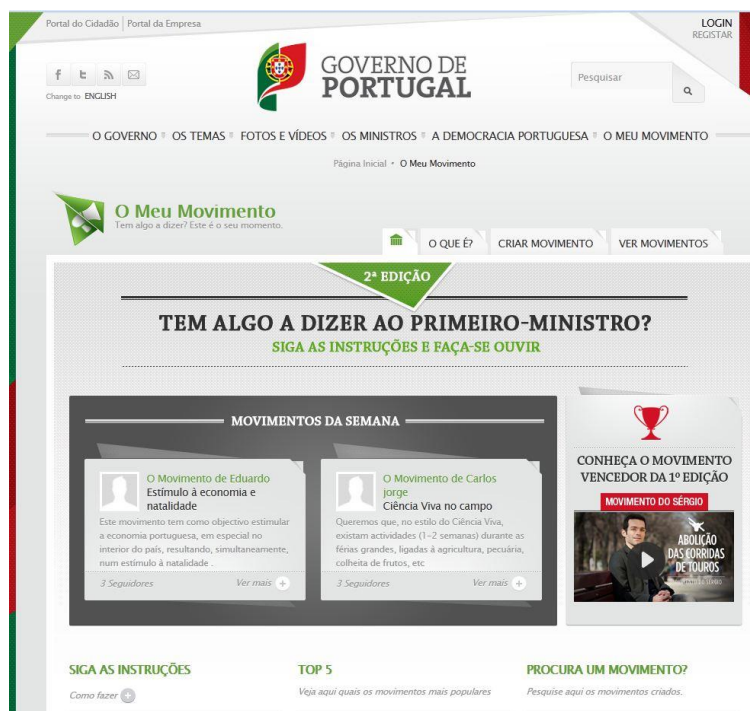 Portal do Cidadão Portal da Empresa
LOGIN
REGISTAR
Change to ENGLISH
GOVERNO DE
PORTUGAL
Pesquisar
O GOVERNO OS TEMAS FOTOS E VÍDEOS OS MINISTROS A DEMOCRACIA PORTUGUESA O MEU MOVIMENTO
Página Inicial • O Meu Movimento
O Meu Movimento
Tem algo a dizer? Este é o seu momento.
O QUE É? CRIAR MOVIMENTO VER MOVIMENTOS
2ª EDIÇÃO
TEM ALGO A DIZER AO PRIMEIRO-MINISTRO?
SIGA AS INSTRUÇÕES E FAÇA-SE OUVIR
MOVIMENTOS DA SEMANA
O Movimento de Eduardo
Estímulo à economia e
natalidade
Este movimento tem como objectivo estimular
a economia portuguesa, em especial no
interior do país, resultando, simultaneamente,
num estímulo à natalidade .
3 Seguidores Ver mais
O Movimento de Carlos
jorge
Ciência Viva no campo
Queremos que, no estilo do Ciência Viva,
existam actividades (1-2 semanas) durante as
férias grandes, ligadas à agricultura, pecuária,
colheita de frutos, etc
3 Seguidores Ver mais
CONHEÇA O MOVIMENTO
VENCEDOR DA 1º EDIÇÃO
MOVIMENTO DO SÉRGIO
ABOLIÇÃO
DAS CORRIDAS
DE TOUROS
SIGA AS INSTRUÇÕES
Como fazer
TOP 5
Veja aqui quais os movimentos mais populares
PROCURA UM MOVIMENTO?
Pesquise aqui os movimentos criados.